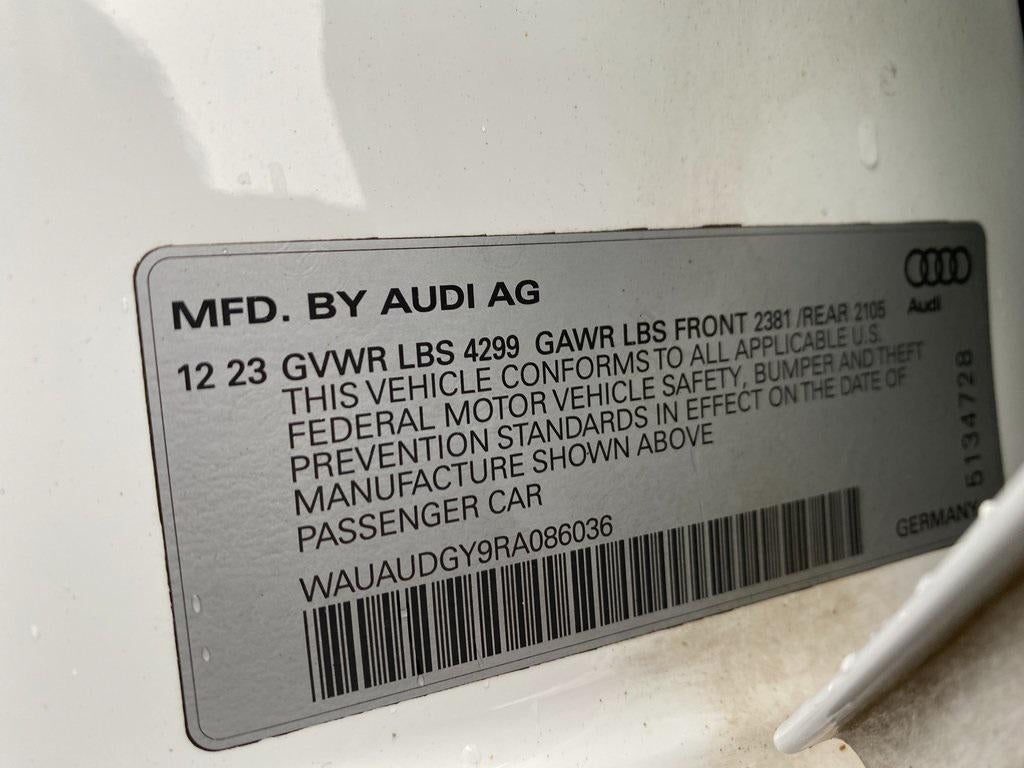 MFD. BY AUDI AG
Audi
12 23 GVWR LBS 4299 GAWR LBS FRONT 2381 /REAR 2105
THIS VEHICLE CONFORMS TO ALL APPLICABLE U.S.
FEDERAL MOTOR VEHICLE SAFETY, BUMPER AND THEFT
PREVENTION STANDARDS IN EFFECT ON THE DATE OF
MANUFACTURE SHOWN ABOVE
PASSENGER CAR
WAUAUDGY9RA086036
GERMANY
5134728